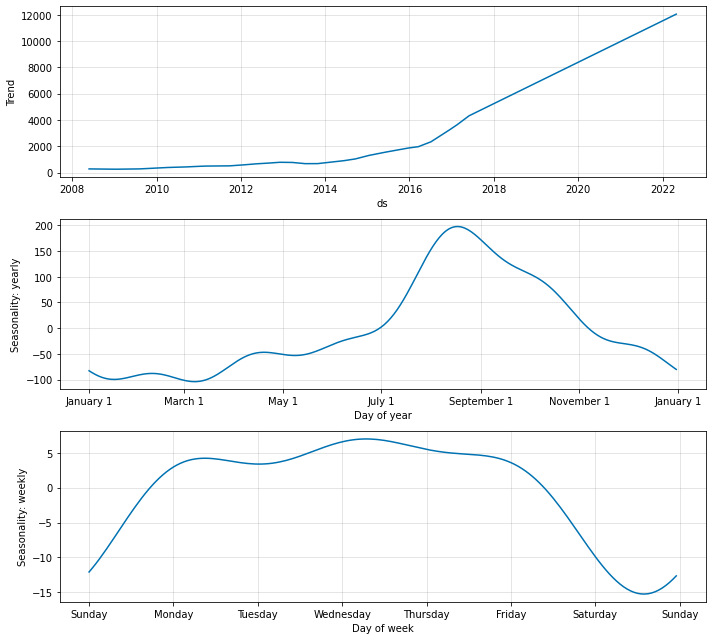 12000
10000
8000
6000
4000
2000
0
Trend
2008 2010 2012 2014 2016 2018 2020 2022
ds
200
150
100
50
0
−50
−100
Seasonality: yearly
January 1 March 1 May 1 July 1 September 1 November 1 January 1
Day of year
5
0
−5
−10
−15
Seasonality: weekly
Sunday Monday Tuesday Wednesday Thursday Friday Saturday Sunday
Day of week